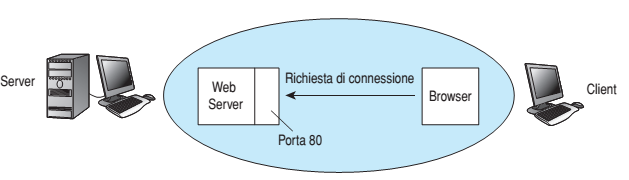 Server
Web
Server
Richiesta di connessione
Porta 80
Browser
Client